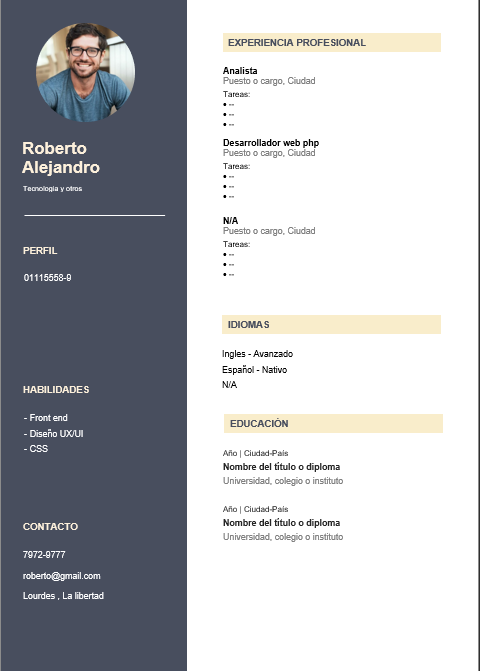 Roberto
Alejandro
Tecnologia y otros
PERFIL
01115558-9
HABILIDADES
- Front end
- Diseño UX/UI
- CSS
CONTACTO
7972-9777
roberto@gmail.com
Lourdes , La libertad
EXPERIENCIA PROFESIONAL
Analista
Puesto o cargo, Ciudad
Tareas:
• --
• --
• --
Desarrollador web php
Puesto o cargo, Ciudad
Tareas:
• --
• --
• --
N/A
Puesto o cargo, Ciudad
Tareas:
• --
• --
• --
IDIOMAS
Ingles - Avanzado
Español - Nativo
N/A
EDUCACIÓN
Año | Ciudad-País
Nombre del título o diploma
Universidad, colegio o instituto
Año | Ciudad-País
Nombre del título o diploma
Universidad, colegio o instituto